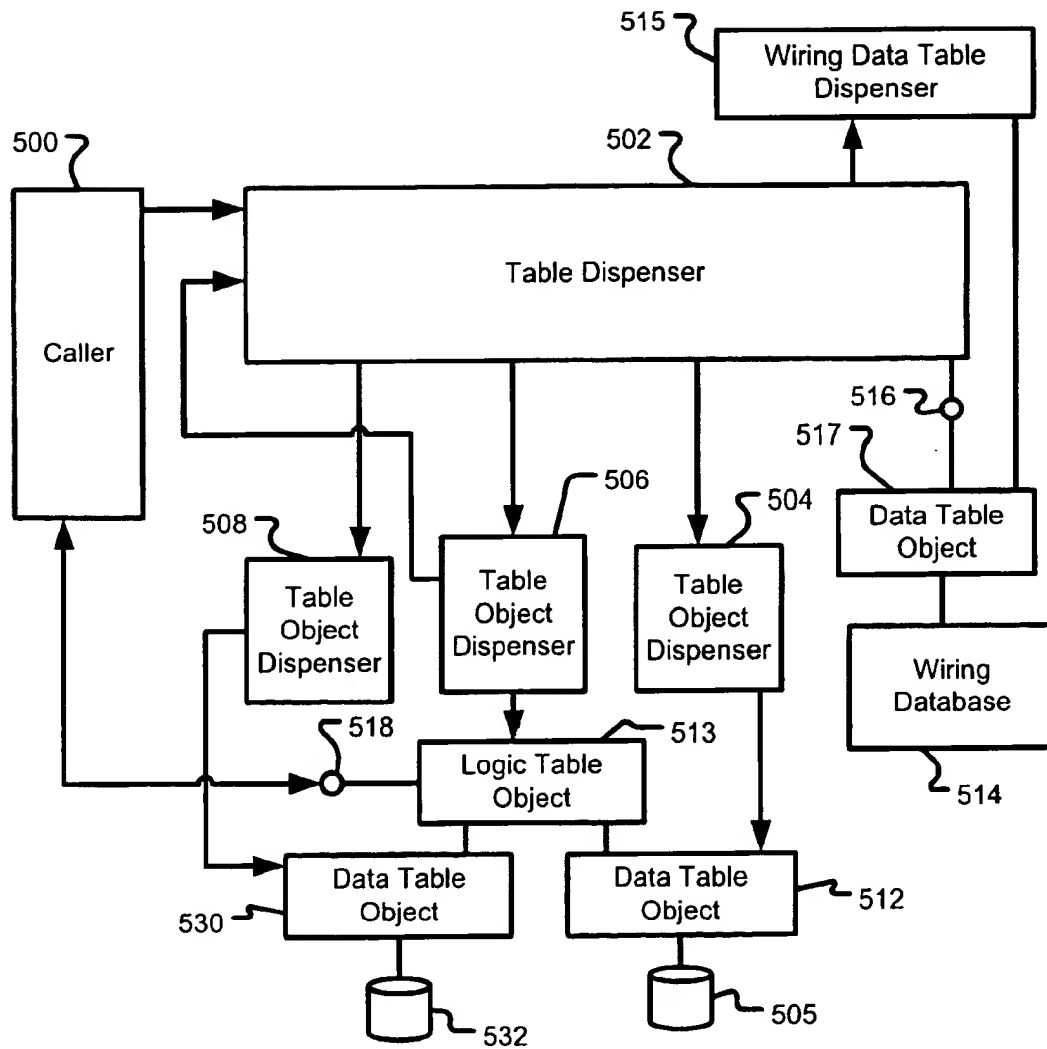 515
Wiring Data Table
Dispenser
500
502
Caller
Table Dispenser
516
517
Data Table
Object
506
504
508
Table
Object
Dispenser
Table
Object
Dispenser
Table
Object
Dispenser
Wiring
Database
514
518
513
Logic Table
Object
Data Table
Object
530
Data Table
Object
512
532
505